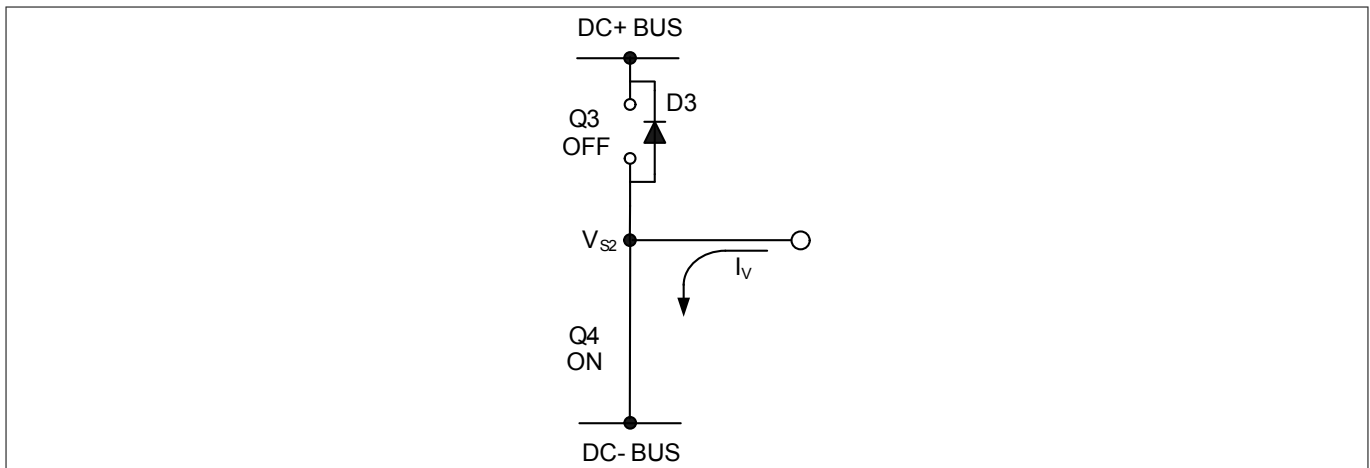 DC+ BUS
D3
Q3
OFF
VS2
IV
Q4
ON
DC- BUS